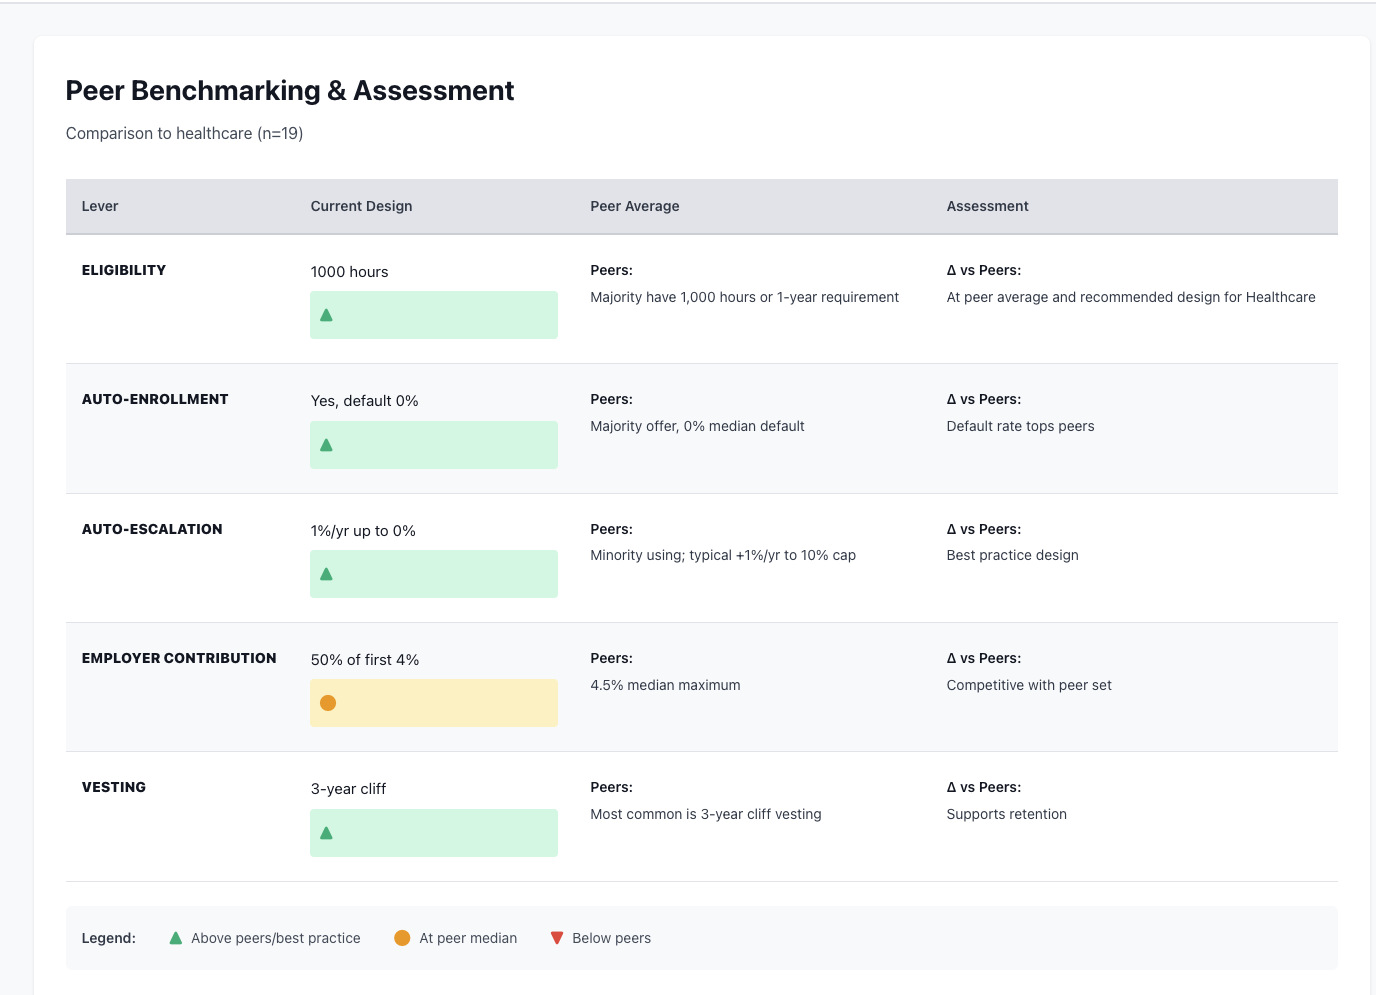 Peer Benchmarking & Assessment
Comparison to healthcare (n=19)
Lever Current Design Peer Average Assessment
ELIGIBILITY
1000 hours
Peers:
Majority have 1,000 hours or 1-year requirement
Δ vs Peers:
At peer average and recommended design for Healthcare
AUTO-ENROLLMENT
Yes, default 0%
Peers:
Majority offer, 0% median default
Δ vs Peers:
Default rate tops peers
AUTO-ESCALATION
1%/yr up to 0%
Peers:
Minority using; typical +1%/yr to 10% cap
Δ vs Peers:
Best practice design
EMPLOYER CONTRIBUTION
50% of first 4%
Peers:
4.5% median maximum
Δ vs Peers:
Competitive with peer set
VESTING
3-year cliff
Peers:
Most common is 3-year cliff vesting
Δ vs Peers:
Supports retention
Legend: Above peers/best practice At peer median Below peers